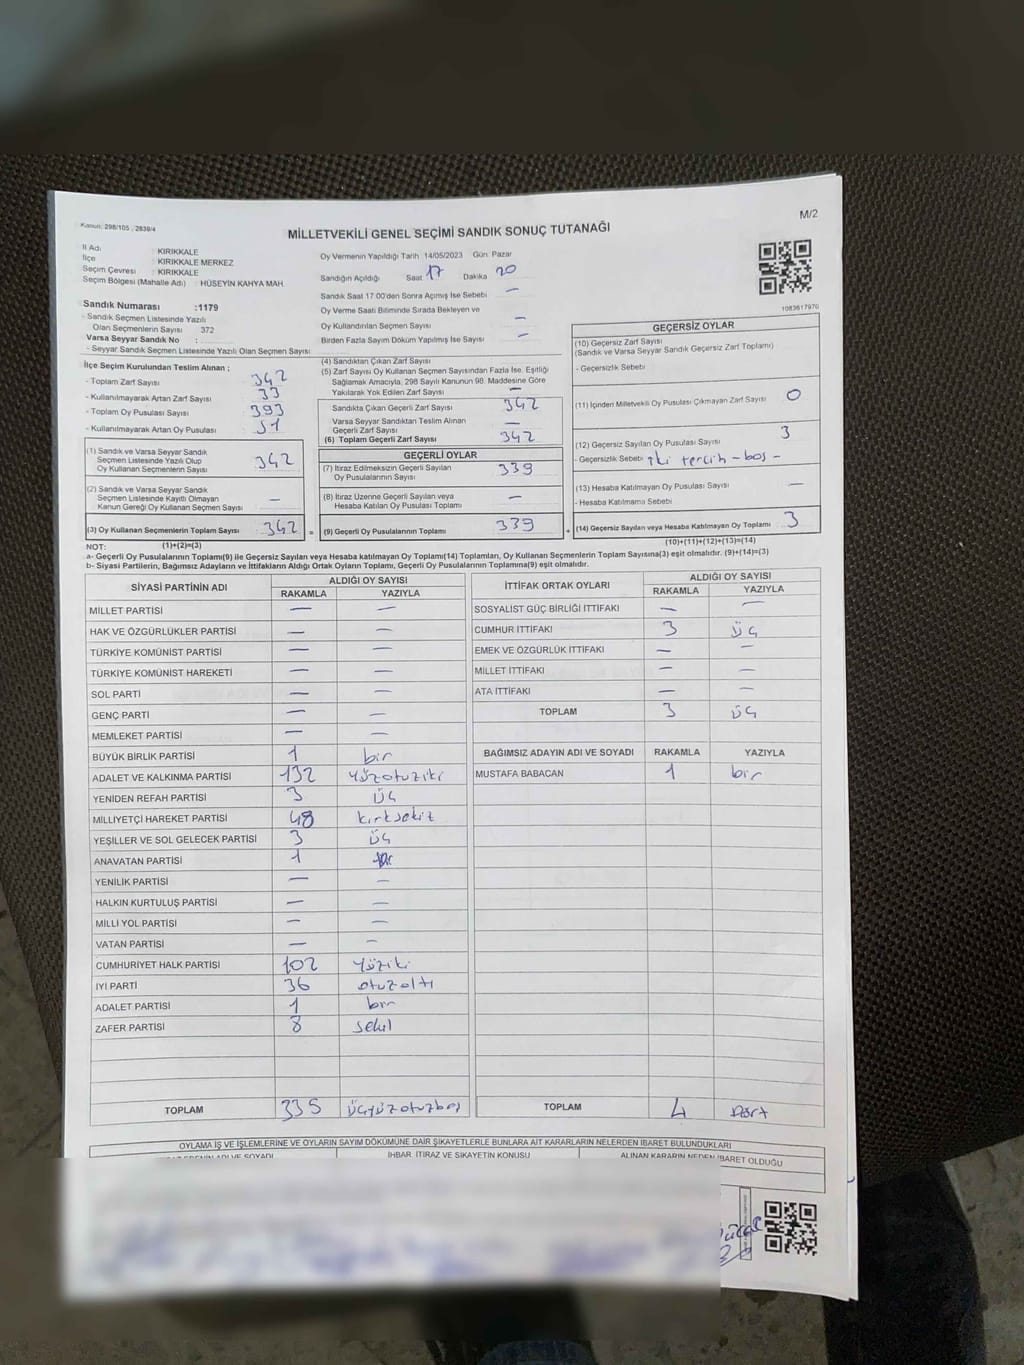 Kanun: 298/105 , 2839/4
M/2
MİLLETVEKİLİ GENEL SEÇİMİ SANDIK SONUÇ TUTANAĞI
İl Adı : KIRIKKALE
İlçe : KIRIKKALE MERKEZ
Seçim Çevresi : KIRIKKALE
Seçim Bölgesi (Mahalle Adı) : HÜSEYİN KAHYA MAH.
Sandık Numarası :1179
- Sandık Seçmen Listesinde Yazılı
Olan Seçmenlerin Sayısı 372
Varsa Seyyar Sandık No :
- Seyyar Sandık Seçmen Listesinde Yazılı Olan Seçmen Sayısı
Oy Vermenin Yapıldığı Tarih 14/05/2023 Gün: Pazar
Sandığın Açıldığı Saat 17 Dakika 20
Sandık Saat 17:00'den Sonra Açılmış İse Sebebi —
Oy Verme Saati Bitiminde Sırada Bekleyen ve
Oy Kullandırılan Seçmen Sayısı —
Birden Fazla Sayım Döküm Yapılmış İse Sayısı —
1083617970
İlçe Seçim Kurulundan Teslim Alınan ;
- Toplam Zarf Sayısı 342
- Kullanılmayarak Artan Zarf Sayısı 33
- Toplam Oy Pusulası Sayısı 393
- Kullanılmayarak Artan Oy Pusulası 51
(1) Sandık ve Varsa Seyyar Sandık
Seçmen Listesinde Yazılı Olup
Oy Kullanan Seçmenlerin Sayısı 342
(2) Sandık ve Varsa Seyyar Sandık
Seçmen Listesinde Kayıtlı Olmayan
Kanun Gereği Oy Kullanan Seçmen Sayısı —
(3) Oy Kullanan Seçmenlerin Toplam Sayısı 342 =
(1)+(2)=(3)
(4) Sandıktan Çıkan Zarf Sayısı
(5) Zarf Sayısı Oy Kullanan Seçmen Sayısından Fazla İse, Eşitliği
Sağlamak Amacıyla, 298 Sayılı Kanunun 98. Maddesine Göre
Yakılarak Yok Edilen Zarf Sayısı —
Sandıkta Çıkan Geçerli Zarf Sayısı 342
Varsa Seyyar Sandıktan Teslim Alınan
Geçerli Zarf Sayısı —
(6) Toplam Geçerli Zarf Sayısı 342
GEÇERLİ OYLAR
(7) İtiraz Edilmeksizin Geçerli Sayılan
Oy Pusulalarının Sayısı 339
(8) İtiraz Üzerine Geçerli Sayılan veya
Hesaba Katılan Oy Pusulası Toplamı —
(9) Geçerli Oy Pusulalarının Toplamı 339 +
GEÇERSİZ OYLAR
(10) Geçersiz Zarf Sayısı
(Sandık ve Varsa Seyyar Sandık Geçersiz Zarf Toplamı)
- Geçersizlik Sebebi
(11) İçinden Milletvekili Oy Pusulası Çıkmayan Zarf Sayısı 0
(12) Geçersiz Sayılan Oy Pusulası Sayısı 3
- Geçersizlik Sebebi iki tercih - boş -
(13) Hesaba Katılmayan Oy Pusulası Sayısı —
- Hesaba Katılmama Sebebi
(14) Geçersiz Sayılan veya Hesaba Katılmayan Oy Toplamı 3
(10)+(11)+(12)+(13)=(14)
NOT:
a- Geçerli Oy Pusulalarının Toplamı(9) ile Geçersiz Sayılan veya Hesaba katılmayan Oy Toplamı(14) Toplamları, Oy Kullanan Seçmenlerin Toplam Sayısına(3) eşit olmalıdır. (9)+(14)=(3)
b- Siyasi Partilerin, Bağımsız Adayların ve İttifakların Aldığı Ortak Oyların Toplamı, Geçerli Oy Pusulalarının Toplamına(9) eşit olmalıdır.
SİYASİ PARTİNİN ADI ALDIĞI OY SAYISI
RAKAMLA YAZIYLA
MİLLET PARTİSİ — —
HAK VE ÖZGÜRLÜKLER PARTİSİ — —
TÜRKİYE KOMÜNİST PARTİSİ — —
TÜRKİYE KOMÜNİST HAREKETİ — —
SOL PARTİ — —
GENÇ PARTİ — —
MEMLEKET PARTİSİ — —
BÜYÜK BİRLİK PARTİSİ 1 bir
ADALET VE KALKINMA PARTİSİ 132 Yüzotuziki
YENİDEN REFAH PARTİSİ 3 Üç
MİLLİYETÇİ HAREKET PARTİSİ 48 kırksekiz
YEŞİLLER VE SOL GELECEK PARTİSİ 3 Üç
ANAVATAN PARTİSİ 1
YENİLİK PARTİSİ — —
HALKIN KURTULUŞ PARTİSİ — —
MİLLİ YOL PARTİSİ — —
VATAN PARTİSİ — —
CUMHURİYET HALK PARTİSİ 102 Yüziki
İYİ PARTİ 36 otuzaltı
ADALET PARTİSİ 1 bir
ZAFER PARTİSİ 8 sekiz
TOPLAM 335 üçyüzotuzbeş
İTTİFAK ORTAK OYLARI ALDIĞI OY SAYISI
RAKAMLA YAZIYLA
SOSYALİST GÜÇ BİRLİĞİ İTTİFAKI — —
CUMHUR İTTİFAKI 3 üç
EMEK VE ÖZGÜRLÜK İTTİFAKI — —
MİLLET İTTİFAKI — —
ATA İTTİFAKI — —
TOPLAM 3 üç
BAĞIMSIZ ADAYIN ADI VE SOYADI RAKAMLA YAZIYLA
MUSTAFA BABACAN 1 bir
TOPLAM 4 Dört
OYLAMA İŞ VE İŞLEMLERİNE VE OYLARIN SAYIM DÖKÜMÜNE DAİR ŞİKAYETLERLE BUNLARA AİT KARARLARIN NELERDEN İBARET BULUNDUKLARI
İHBAR, İTİRAZ VE ŞİKAYETİN KONUSU ALINAN KARARIN NEDEN İBARET OLDUĞU